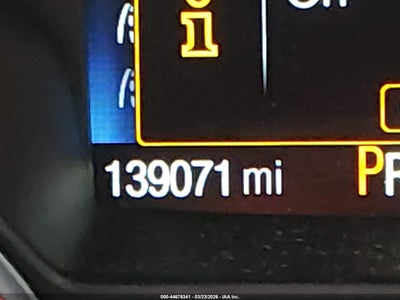 i
139071 mi
P
000-44676341 - 03/23/2026 - IAA Inc.